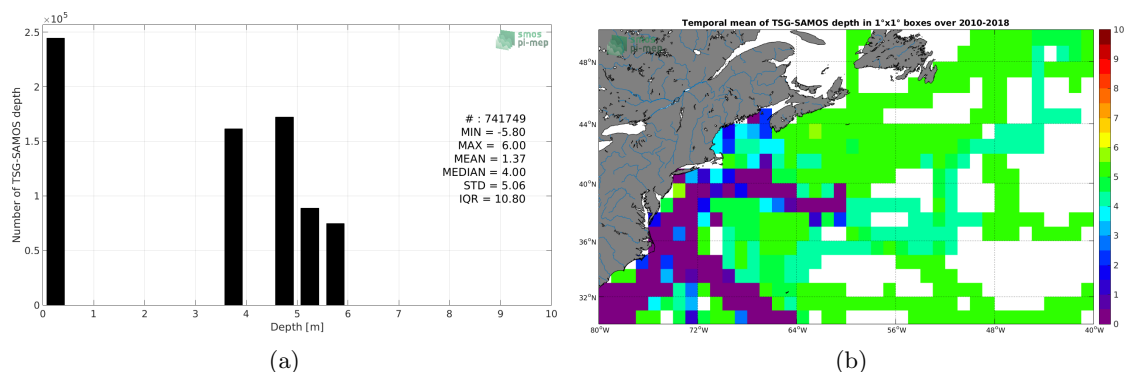 ×10⁵
2.5
2
1.5
1
0.5
0
0 1 2 3 4 5 6 7 8 9 10
Number of TSG-SAMOS depth
Depth [m]
smos
pi-mep
# : 741749
MIN = -5.80
MAX = 6.00
MEAN = 1.37
MEDIAN = 4.00
STD = 5.06
IQR = 10.80
(a)
Temporal mean of TSG-SAMOS depth in 1°x1° boxes over 2010-2018
smos
pi-mep
48°N
44°N
40°N
36°N
32°N
80°W 72°W 64°W 56°W 48°W 40°W
10
9
8
7
6
5
4
3
2
1
0
(b)